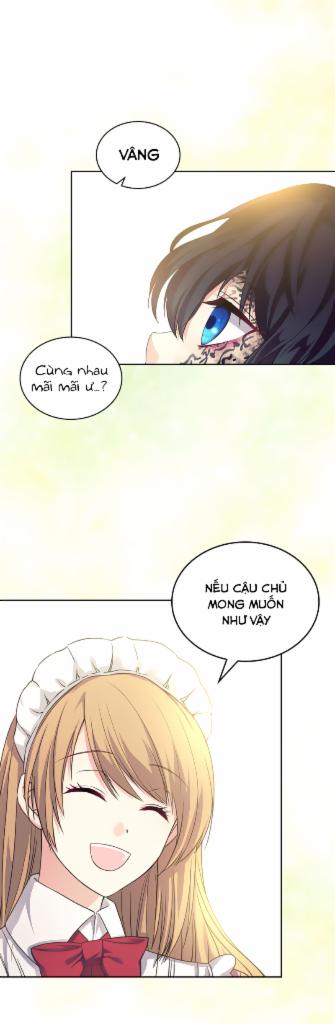 VÂNG
Cùng nhau
mãi mãi ư...?
NẾU CẬU CHỦ
MONG MUỐN
NHƯ VẬY